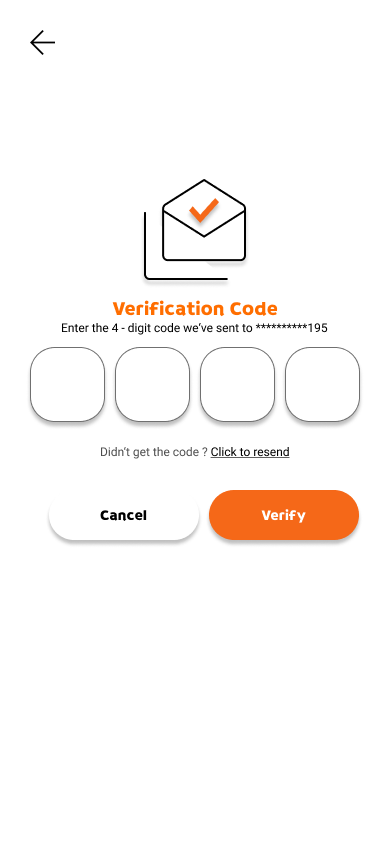 Verification Code
Enter the 4 - digit code we’ve sent to **********195
Didn’t get the code ? Click to resend
Cancel
Verify